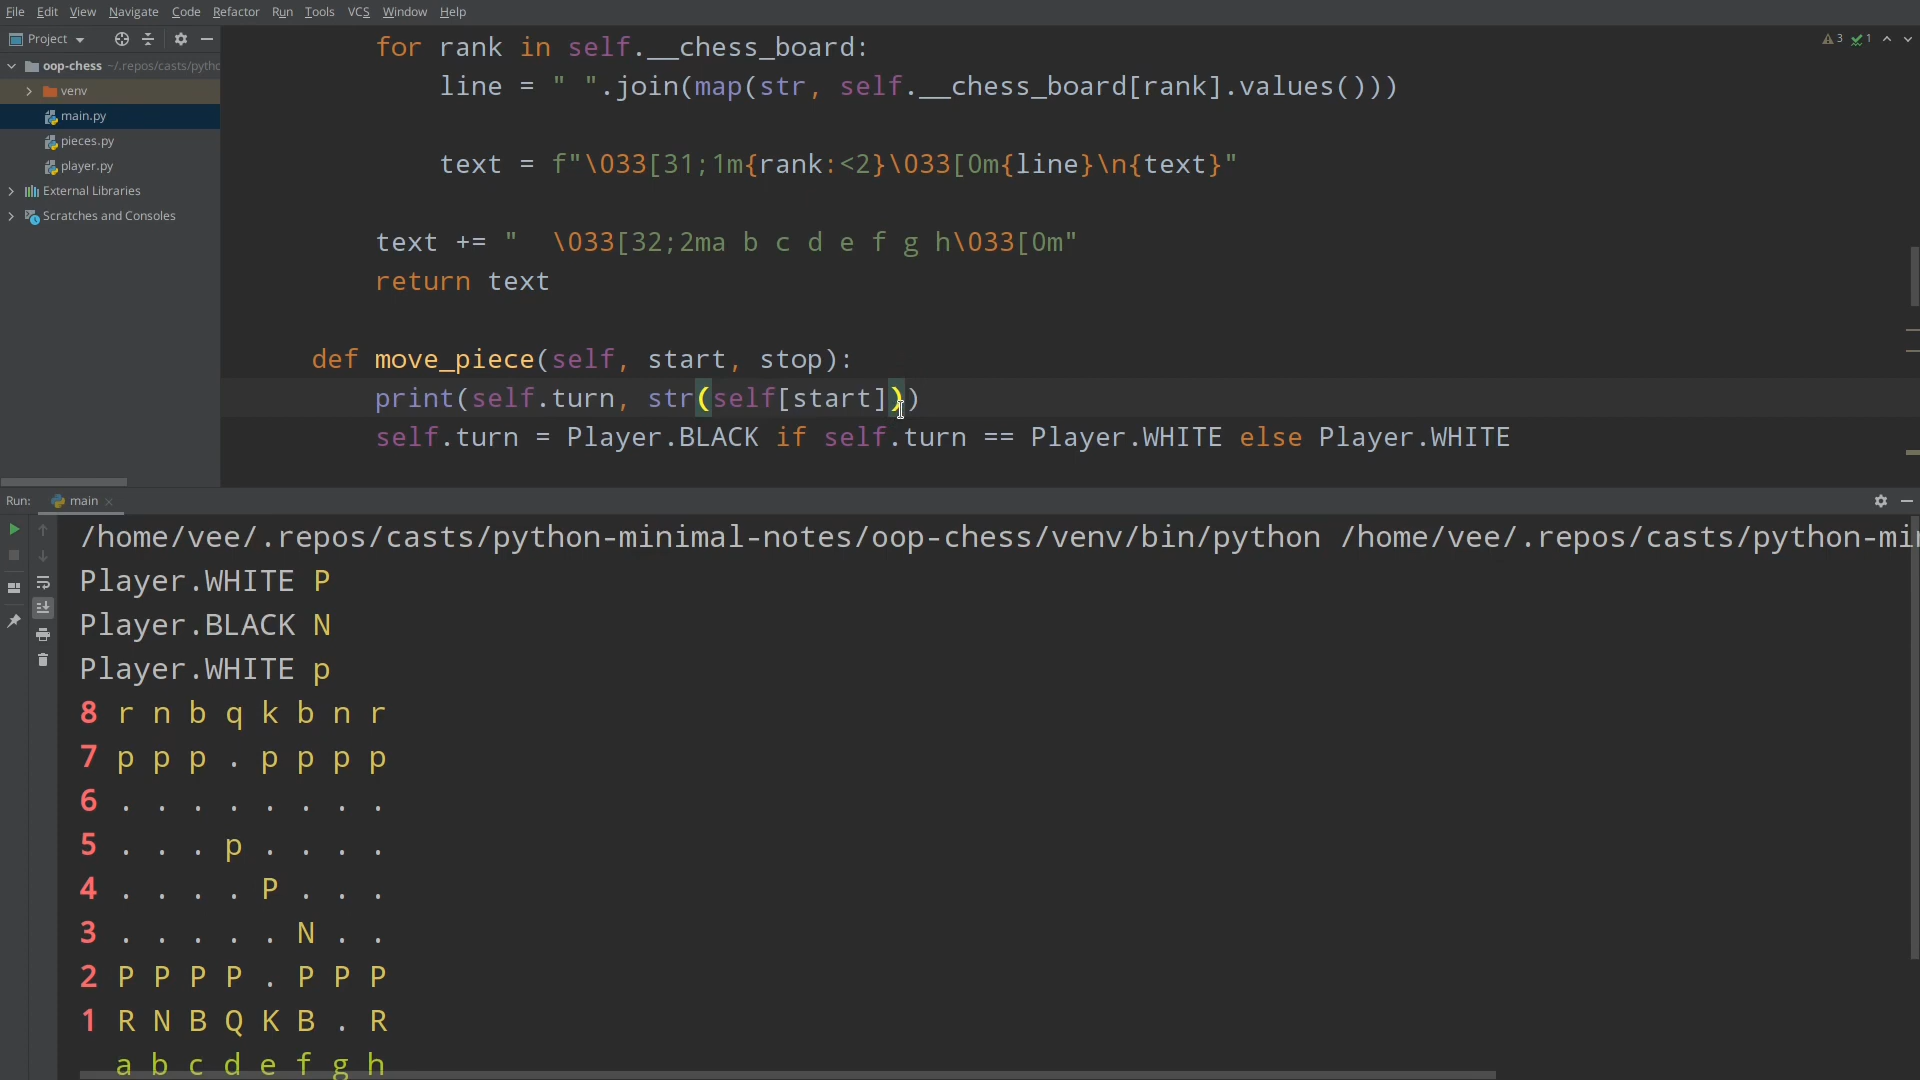 File Edit View Navigate Code Refactor Run Tools VCS Window Help
Project
oop-chess ~/.repos/casts/pytho
venv
main.py
pieces.py
player.py
External Libraries
Scratches and Consoles
3 1
for rank in self.__chess_board:
line = " ".join(map(str, self.__chess_board[rank].values()))
text = f"\033[31;1m{rank:<2}\033[0m{line}\n{text}"
text += "  \033[32;2ma b c d e f g h\033[0m"
return text
def move_piece(self, start, stop):
print(self.turn, str(self[start]))
self.turn = Player.BLACK if self.turn == Player.WHITE else Player.WHITE
Run: main
/home/vee/.repos/casts/python-minimal-notes/oop-chess/venv/bin/python /home/vee/.repos/casts/python-min
Player.WHITE P
Player.BLACK N
Player.WHITE p
8 r n b q k b n r
7 p p p . p p p p
6 . . . . . . . .
5 . . . p . . . .
4 . . . . P . . .
3 . . . . . N . .
2 P P P P . P P P
1 R N B Q K B . R
a b c d e f g h